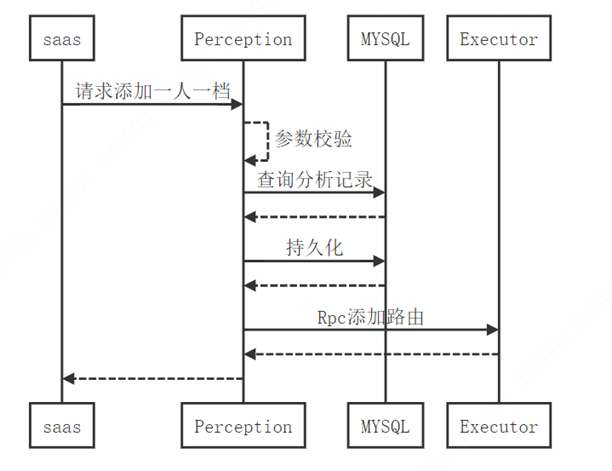 saas
Perception
MYSQL
Executor
请求添加一人一档
参数校验
查询分析记录
持久化
Rpc添加路由
saas
Perception
MYSQL
Executor